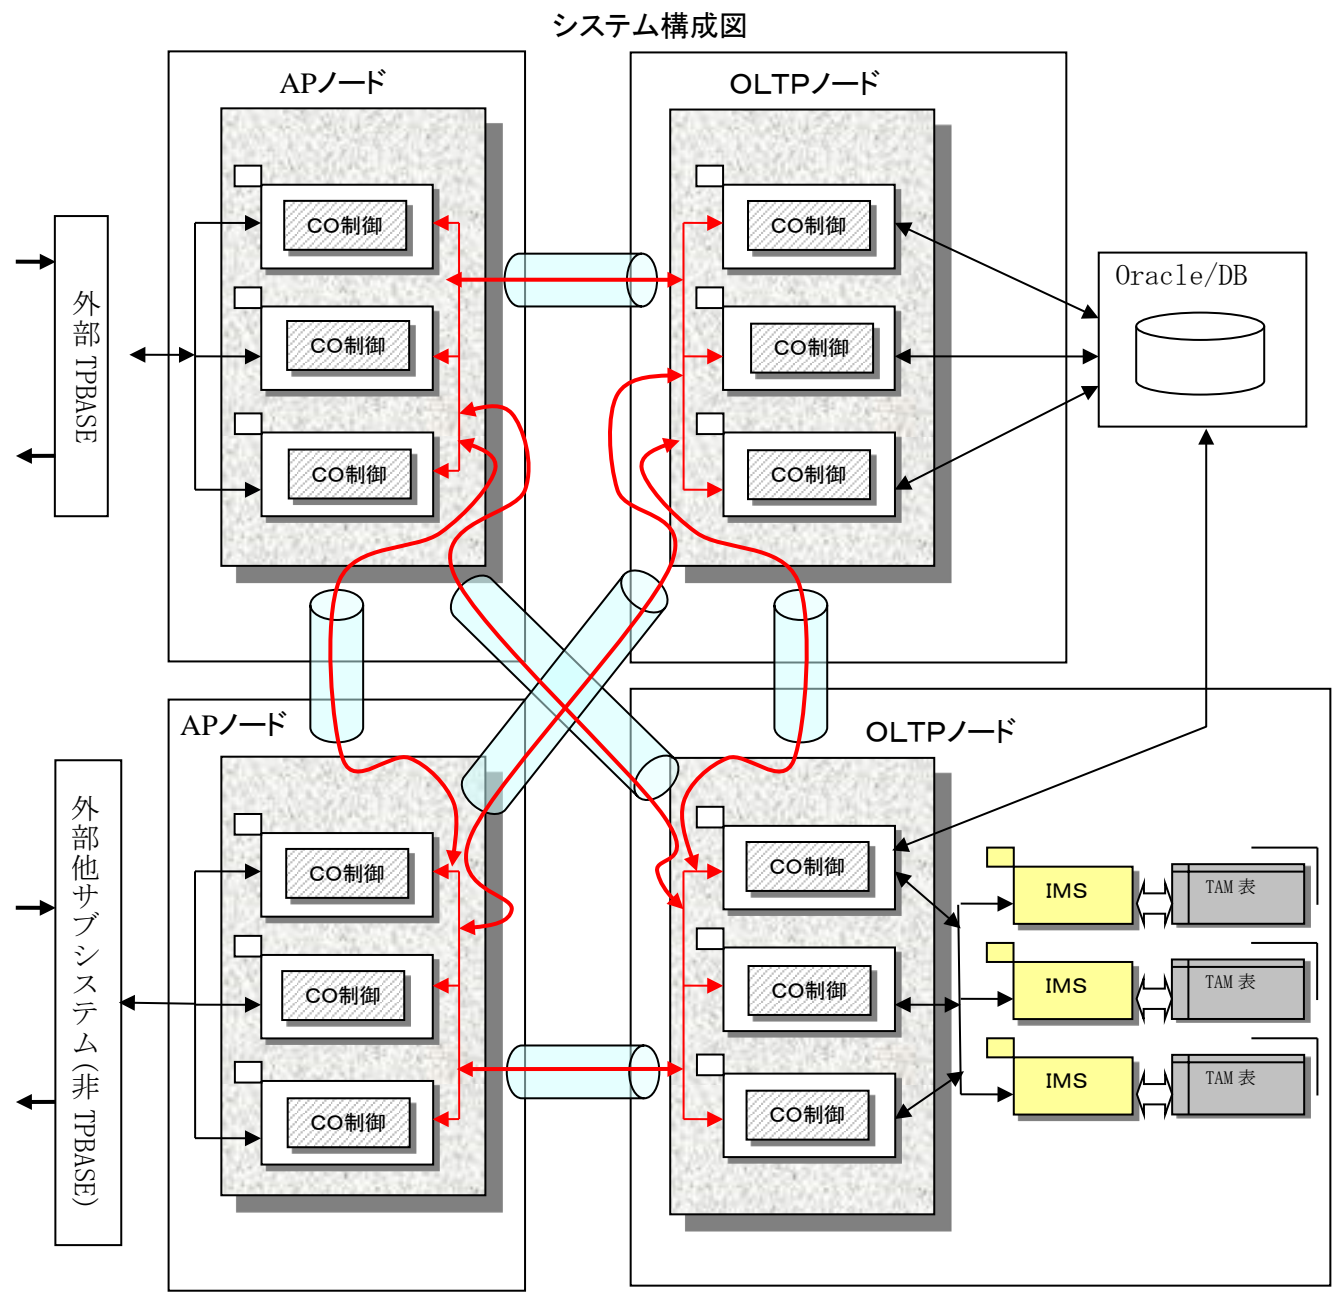 システム構成図
APノード
OLTPノード
CO制御
CO制御
CO制御
CO制御
CO制御
CO制御
外部 TPBASE
Oracle/DB
APノード
OLTPノード
外部他サブシステム(非 TPBASE)
CO制御
CO制御
CO制御
CO制御
CO制御
CO制御
IMS
TAM 表
IMS
TAM 表
IMS
TAM 表